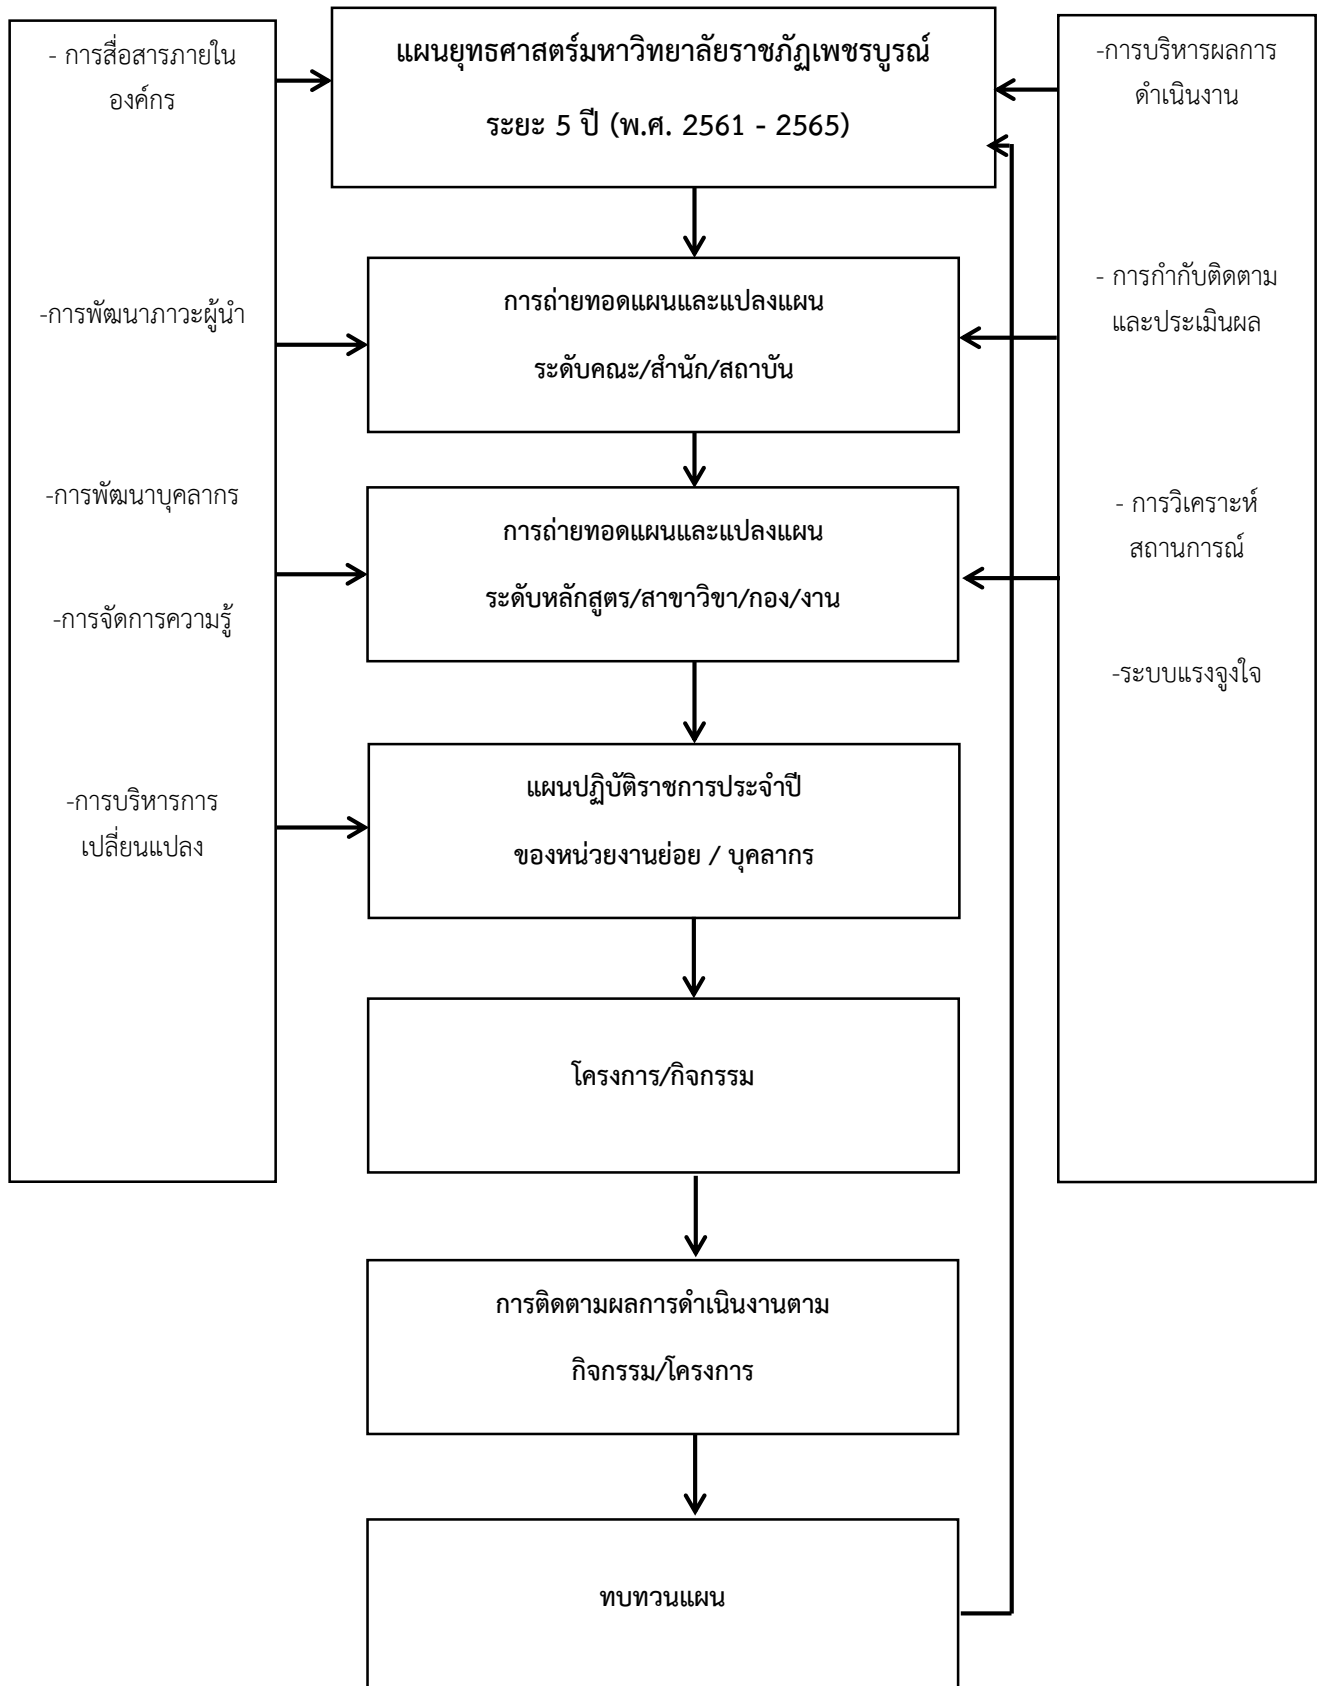 - การสื่อสารภายใน
องค์กร
-การพัฒนาภาวะผู้นำ
-การพัฒนาบุคลากร
-การจัดการความรู้
-การบริหารการ
เปลี่ยนแปลง
แผนยุทธศาสตร์มหาวิทยาลัยราชภัฏเพชรบูรณ์
ระยะ 5 ปี (พ.ศ. 2561 - 2565)
การถ่ายทอดแผนและแปลงแผน
ระดับคณะ/สำนัก/สถาบัน
การถ่ายทอดแผนและแปลงแผน
ระดับหลักสูตร/สาขาวิขา/กอง/งาน
แผนปฏิบัติราชการประจำปี
ของหน่วยงานย่อย / บุคลากร
โครงการ/กิจกรรม
การติดตามผลการดำเนินงานตาม
กิจกรรม/โครงการ
ทบทวนแผน
-การบริหารผลการ
ดำเนินงาน
- การกำกับติดตาม
และประเมินผล
- การวิเคราะห์
สถานการณ์
-ระบบแรงจูงใจ